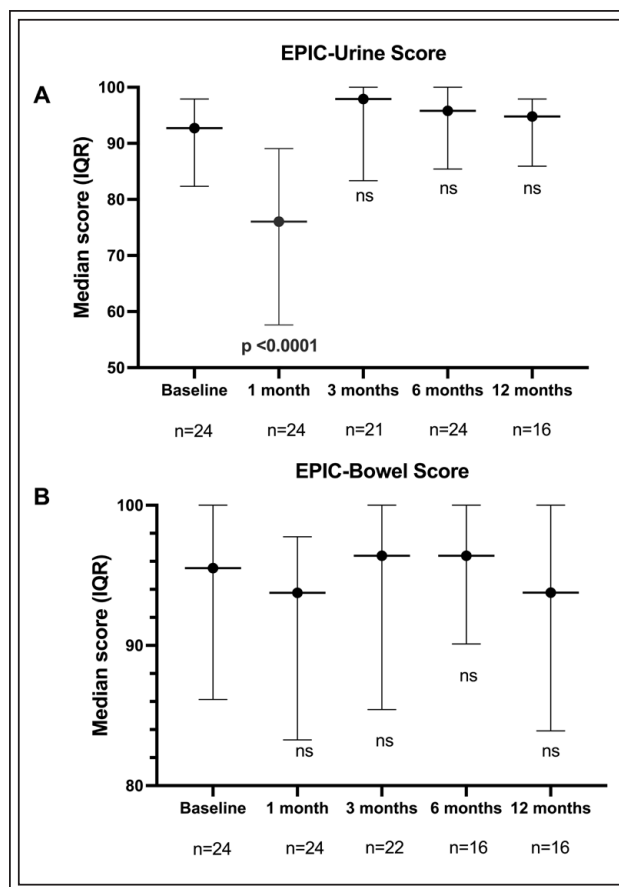 EPIC-Urine Score
A
Median score (IQR)
100
90
80
70
60
50
ns
ns
ns
p <0.0001
Baseline 1 month 3 months 6 months 12 months
n=24 n=24 n=21 n=24 n=16
EPIC-Bowel Score
B
Median score (IQR)
100
90
80
ns
ns
ns
ns
Baseline 1 month 3 months 6 months 12 months
n=24 n=24 n=22 n=16 n=16